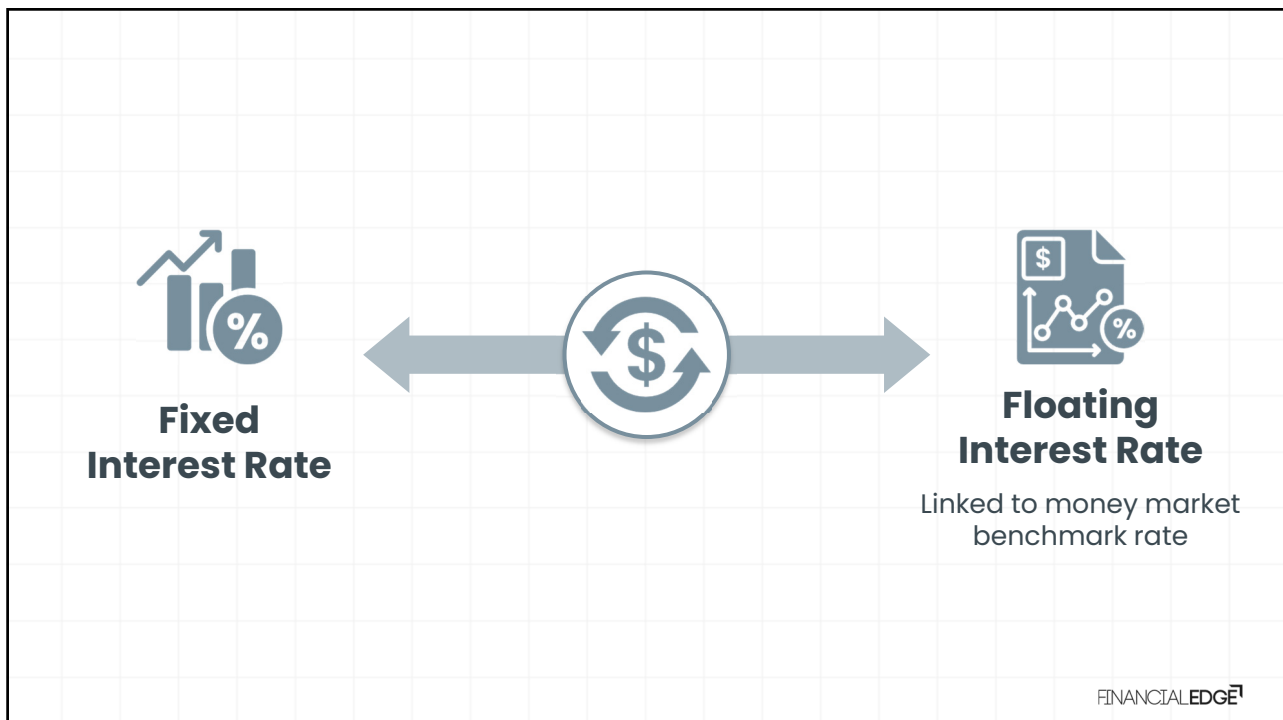 %
Fixed
Interest Rate
$
$
%
Floating
Interest Rate
Linked to money market
benchmark rate
FINANCIALEDGE